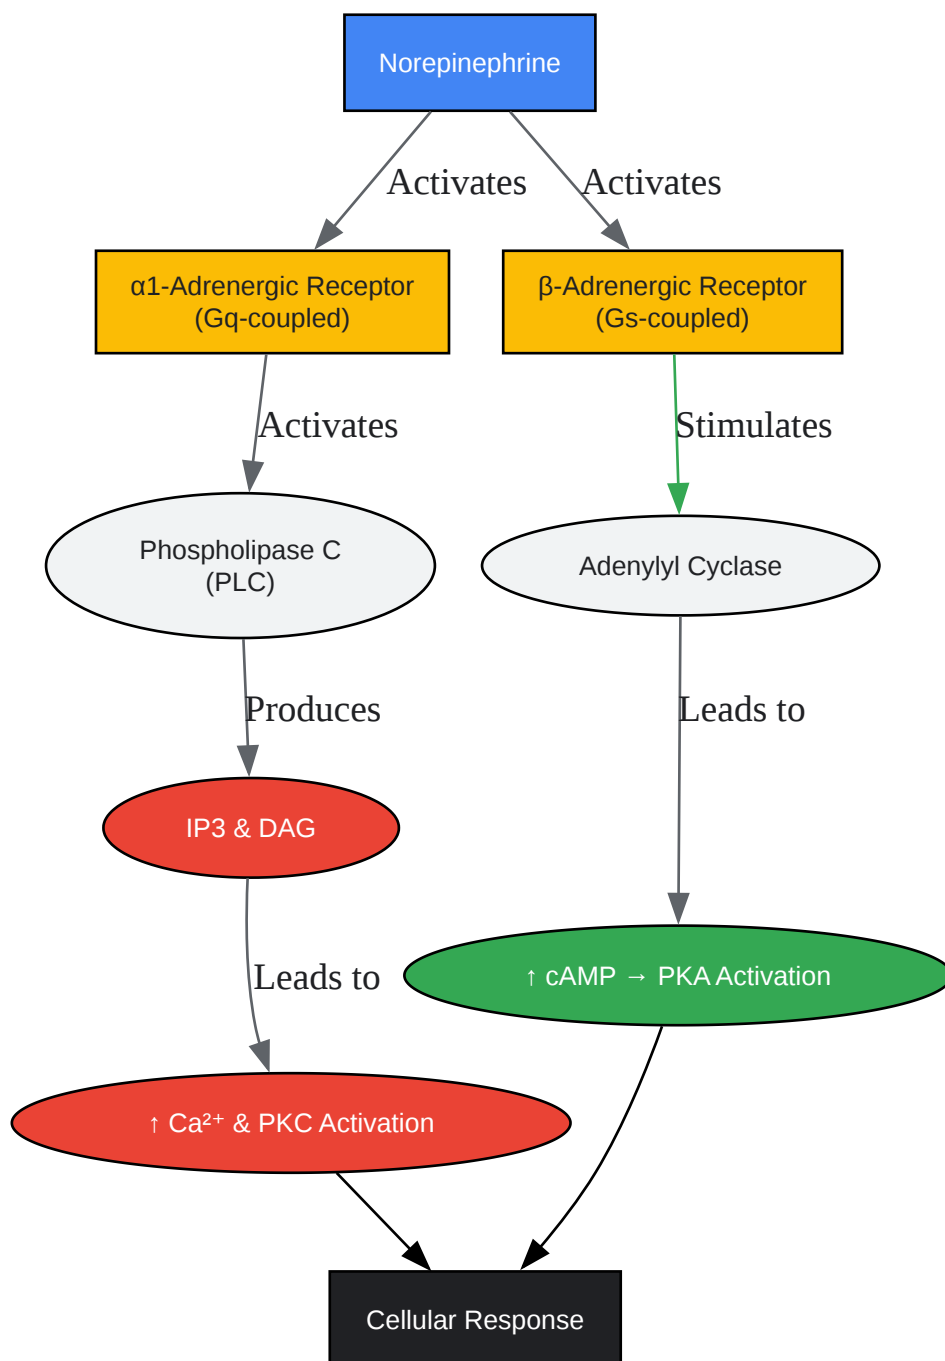 Norepinephrine
Activates
Activates
α1-Adrenergic Receptor
(Gq-coupled)
β-Adrenergic Receptor
(Gs-coupled)
Activates
Stimulates
Phospholipase C
(PLC)
Adenylyl Cyclase
Produces
Leads to
IP3 & DAG
Leads to
↑ cAMP → PKA Activation
↑ Ca²⁺ & PKC Activation
Cellular Response